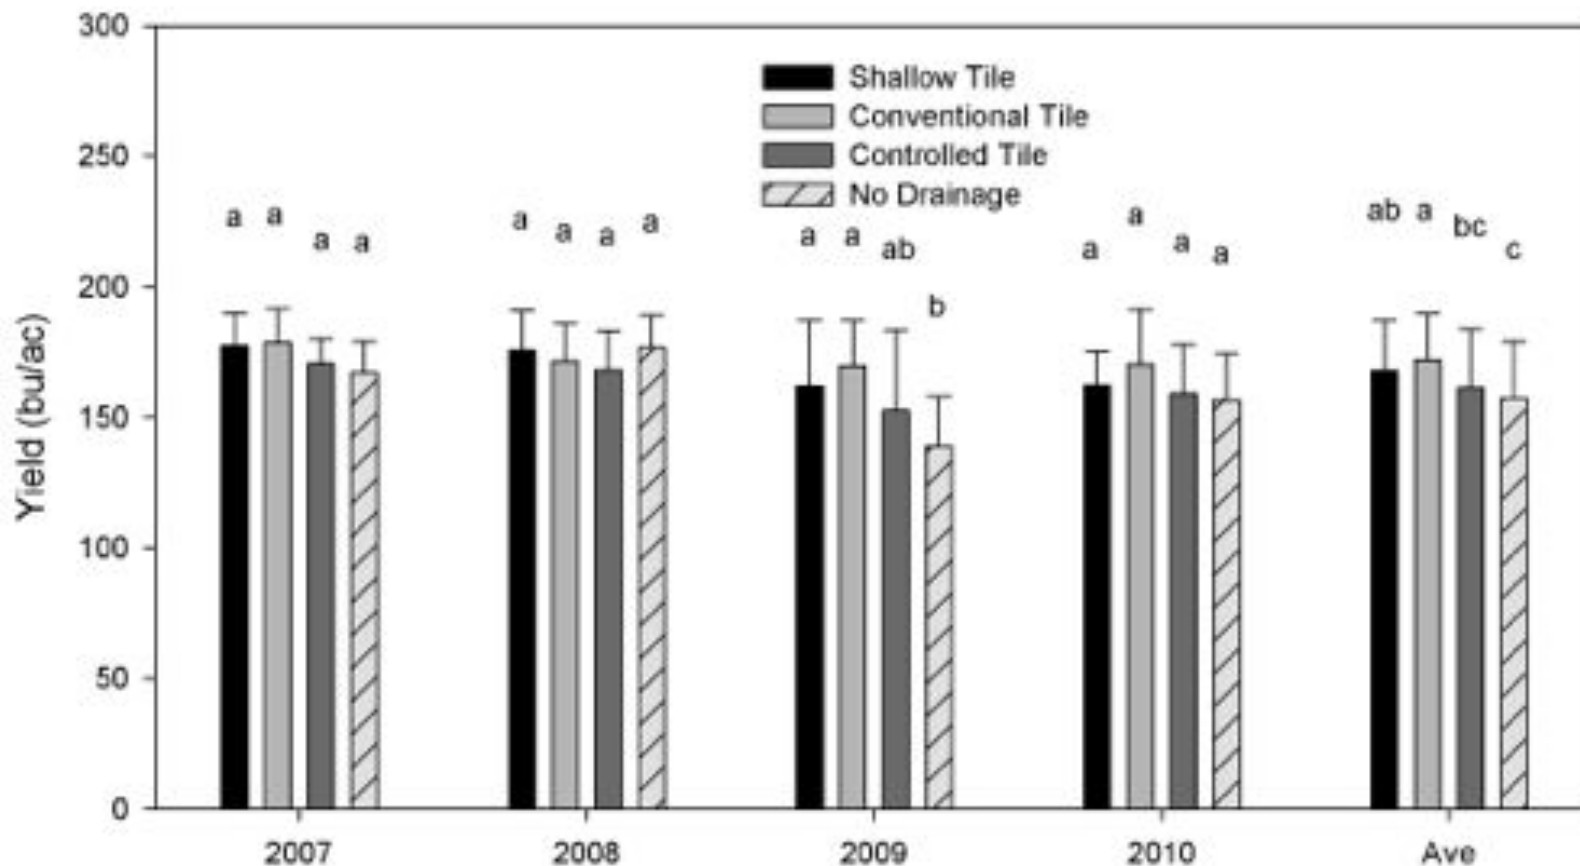 300
250
200
150
100
50
0
Yield (bu/ac)
Shallow Tile
Conventional Tile
Controlled Tile
No Drainage
a a a a
a a a a
a a ab b
a a a a
ab a bc c
2007 2008 2009 2010 Ave